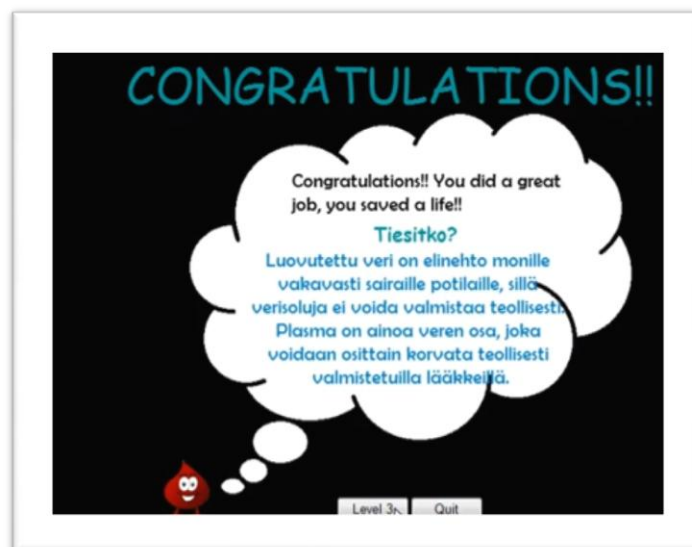 CONGRATULATIONS!!
Congratulations!! You did a great
job, you saved a life!!
Tiesitko?
Luovutettu veri on elinehto monille
vakavasti sairaille potilaille, sillä
verisoluja ei voida valmistaa teollisesti.
Plasma on ainoa veren osa, joka
voidaan osittain korvata teollisesti
valmistetuilla lääkkeillä.
Level 3 Quit